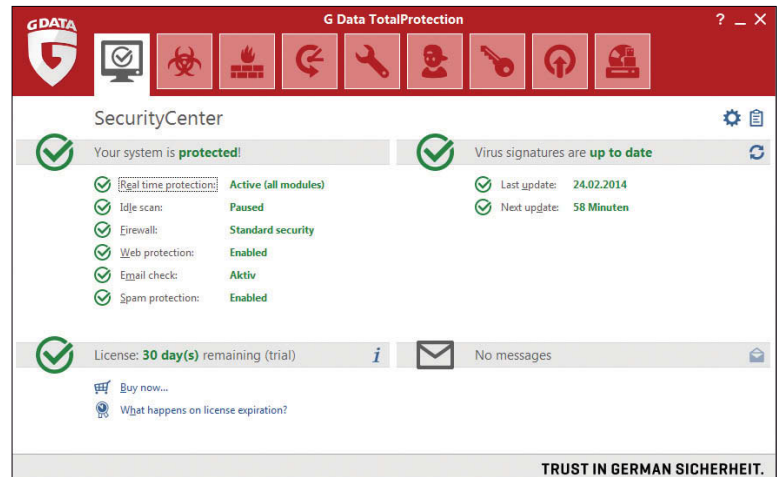 G DATA
G Data TotalProtection
SecurityCenter
Your system is protected!
Real time protection: Active (all modules)
Idle scan: Paused
Firewall: Standard security
Web protection: Enabled
Email check: Aktiv
Spam protection: Enabled
Virus signatures are up to date
Last update: 24.02.2014
Next update: 58 Minuten
License: 30 day(s) remaining (trial)
Buy now...
What happens on license expiration?
No messages
TRUST IN GERMAN SICHERHEIT.